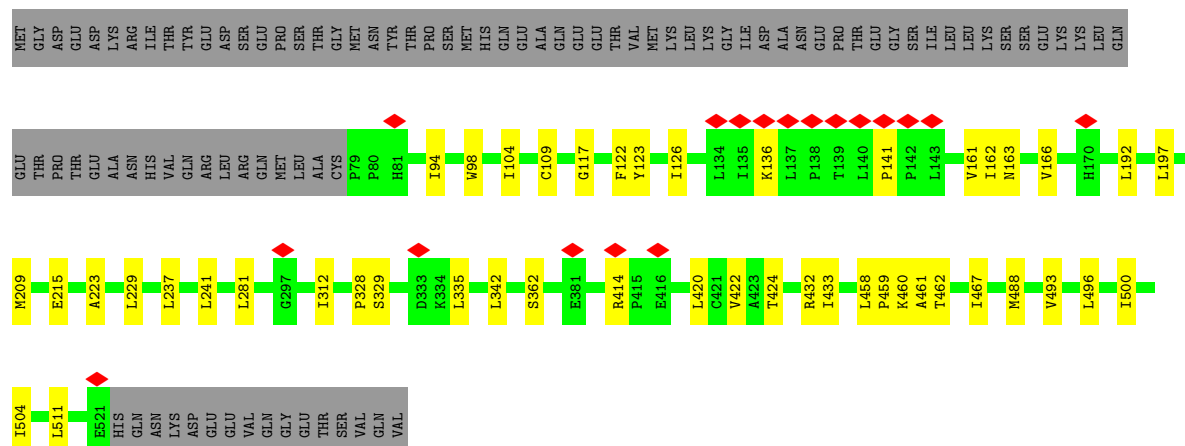 MET GLY ASP GLU ASP LYS ARG ILE THR TYR GLU ASP SER GLU PRO SER THR GLY MET ASN TYR THR PRO SER MET HIS GLN GLU ALA GLN GLU GLU THR VAL MET LYS LEU LYS GLY ILE ASP ALA ASN GLU PRO THR GLU GLY SER ILE LEU LEU LYS SER SER GLU LYS LYS LEU GLN
GLU THR PRO THR GLU ALA ASN HIS VAL GLN ARG LEU ARG GLN MET LEU ALA CYS P79 P80 H81 I94 W98 I104 C109 G117 F122 Y123 I126 L134 I135 K136 L137 P138 T139 L140 P141 P142 L143 V161 I162 N163 V166 H170 L192 L197
M209 E215 A223 L229 L237 L241 L281 G297 I312 P328 S329 D333 K334 L335 L342 S362 E381 R414 P415 E416 L420 C421 V422 A423 T424 R432 I433 L458 P459 K460 A461 T462 I467 M488 V493 L496 I500
I504 L511 E521 HIS GLN ASN LYS ASP GLU GLU VAL GLN GLY GLU THR SER VAL GLN VAL